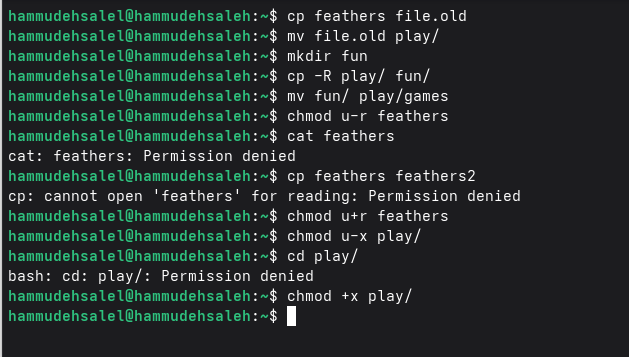 hammudehsalel@hammudehsaleh:~$ cp feathers file.old
hammudehsalel@hammudehsaleh:~$ mv file.old play/
hammudehsalel@hammudehsaleh:~$ mkdir fun
hammudehsalel@hammudehsaleh:~$ cp -R play/ fun/
hammudehsalel@hammudehsaleh:~$ mv fun/ play/games
hammudehsalel@hammudehsaleh:~$ chmod u-r feathers
hammudehsalel@hammudehsaleh:~$ cat feathers
cat: feathers: Permission denied
hammudehsalel@hammudehsaleh:~$ cp feathers feathers2
cp: cannot open 'feathers' for reading: Permission denied
hammudehsalel@hammudehsaleh:~$ chmod u+r feathers
hammudehsalel@hammudehsaleh:~$ chmod u-x play/
hammudehsalel@hammudehsaleh:~$ cd play/
bash: cd: play/: Permission denied
hammudehsalel@hammudehsaleh:~$ chmod +x play/
hammudehsalel@hammudehsaleh:~$